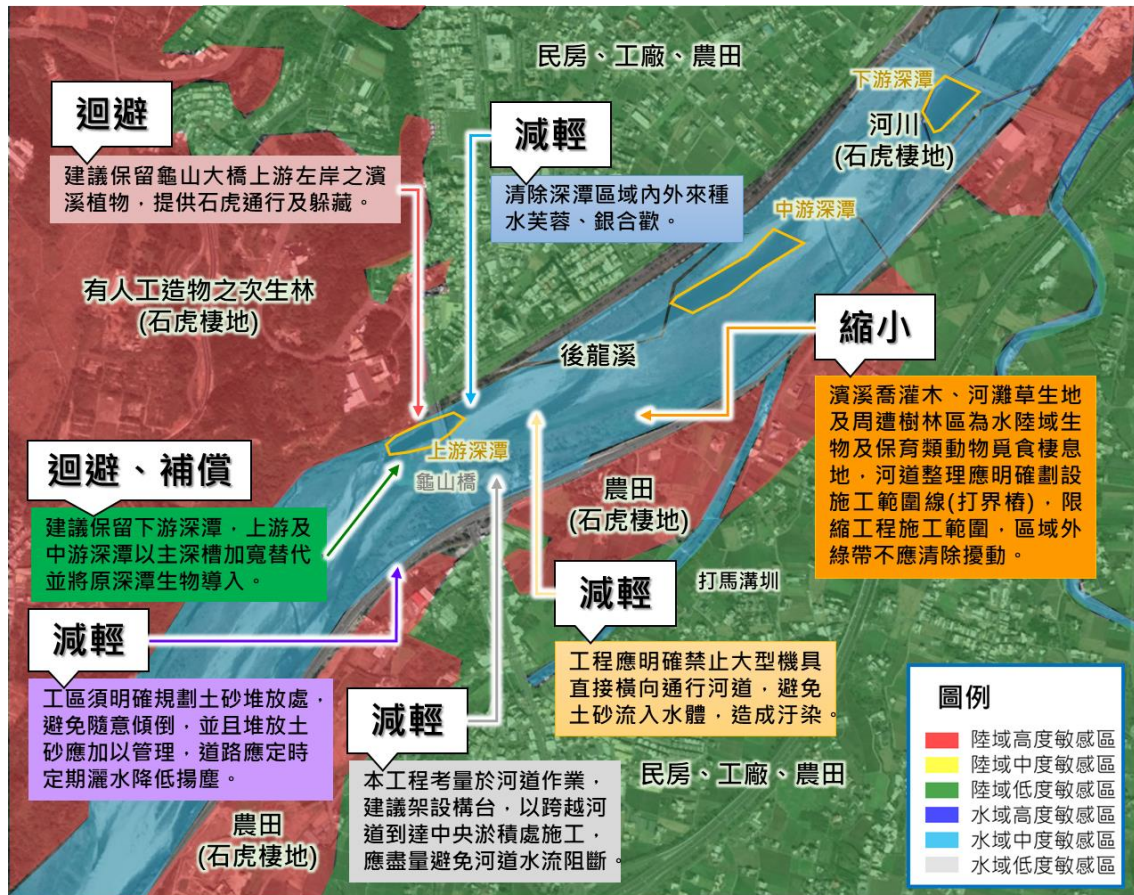 民房、工廠、農田
下游深潭
迴避
減輕
河川
(石虎棲地)
建議保留龜山大橋上游左岸之濱
溪植物，提供石虎通行及躲藏。
清除深潭區域內外來種
水芙蓉、銀合歡。
中游深潭
有人工造物之次生林
(石虎棲地)
縮小
後龍溪
濱溪喬灌木、河灘草生地
及周遭樹林區為水陸域生
物及保育類動物覓食棲息
地，河道整理應明確劃設
施工範圍線(打界樁)，限
縮工程施工範圍，區域外
綠帶不應清除擾動。
上游深潭
龜山橋
迴避、補償
建議保留下游深潭，上游及
中游深潭以主深槽加寬替代
並將原深潭生物導入。
農田
(石虎棲地)
打馬溝圳
減輕
工區須明確規劃土砂堆放處，
避免隨意傾倒，並且堆放土
砂應加以管理，道路應定時
定期灑水降低揚塵。
減輕
工程應明確禁止大型機具
直接橫向通行河道，避免
土砂流入水體，造成汙染。
減輕
本工程考量於河道作業，
建議架設構台，以跨越河
道到達中央淤積處施工，
應盡量避免河道水流阻斷。
民房、工廠、農田
農田
(石虎棲地)
圖例
陸域高度敏感區
陸域中度敏感區
陸域低度敏感區
水域高度敏感區
水域中度敏感區
水域低度敏感區